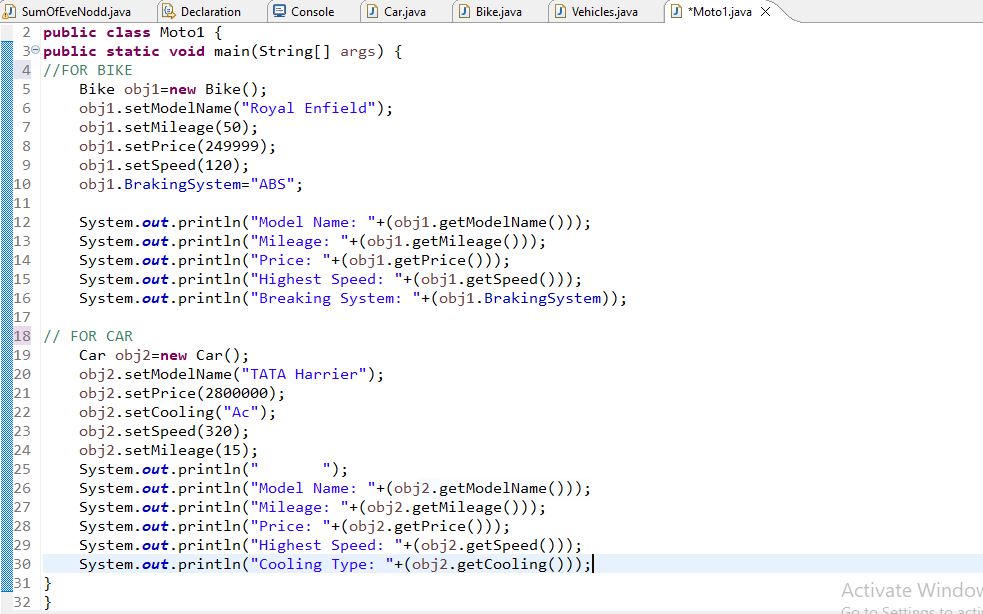 SumOfEveNodd.java Declaration Console Car.java Bike.java Vehicles.java *Moto1.java
2 public class Moto1 {
3 public static void main(String[] args) {
4 //FOR BIKE
5 Bike obj1=new Bike();
6 obj1.setModelName("Royal Enfield");
7 obj1.setMileage(50);
8 obj1.setPrice(249999);
9 obj1.setSpeed(120);
10 obj1.BrakingSystem="ABS";
11
12 System.out.println("Model Name: "+(obj1.getModelName()));
13 System.out.println("Mileage: "+(obj1.getMileage()));
14 System.out.println("Price: "+(obj1.getPrice()));
15 System.out.println("Highest Speed: "+(obj1.getSpeed()));
16 System.out.println("Breaking System: "+(obj1.BrakingSystem));
17
18 // FOR CAR
19 Car obj2=new Car();
20 obj2.setModelName("TATA Harrier");
21 obj2.setPrice(2800000);
22 obj2.setCooling("Ac");
23 obj2.setSpeed(320);
24 obj2.setMileage(15);
25 System.out.println("       ");
26 System.out.println("Model Name: "+(obj2.getModelName()));
27 System.out.println("Mileage: "+(obj2.getMileage()));
28 System.out.println("Price: "+(obj2.getPrice()));
29 System.out.println("Highest Speed: "+(obj2.getSpeed()));
30 System.out.println("Cooling Type: "+(obj2.getCooling()));
31 }
32 }
Activate Window
Go to Settings to acti